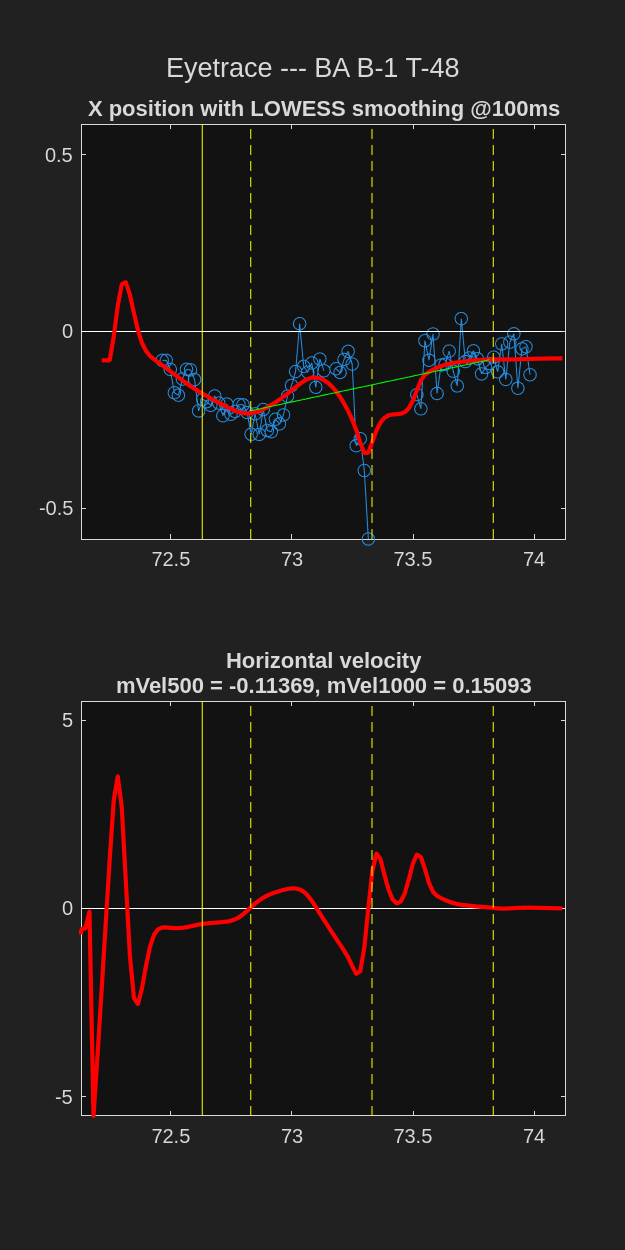 Eyetrace --- BA B-1 T-48
X position with LOWESS smoothing @100ms
0.5
0
-0.5
72.5 73 73.5 74
Horizontal velocity
mVel500 = -0.11369, mVel1000 = 0.15093
5
0
-5
72.5 73 73.5 74